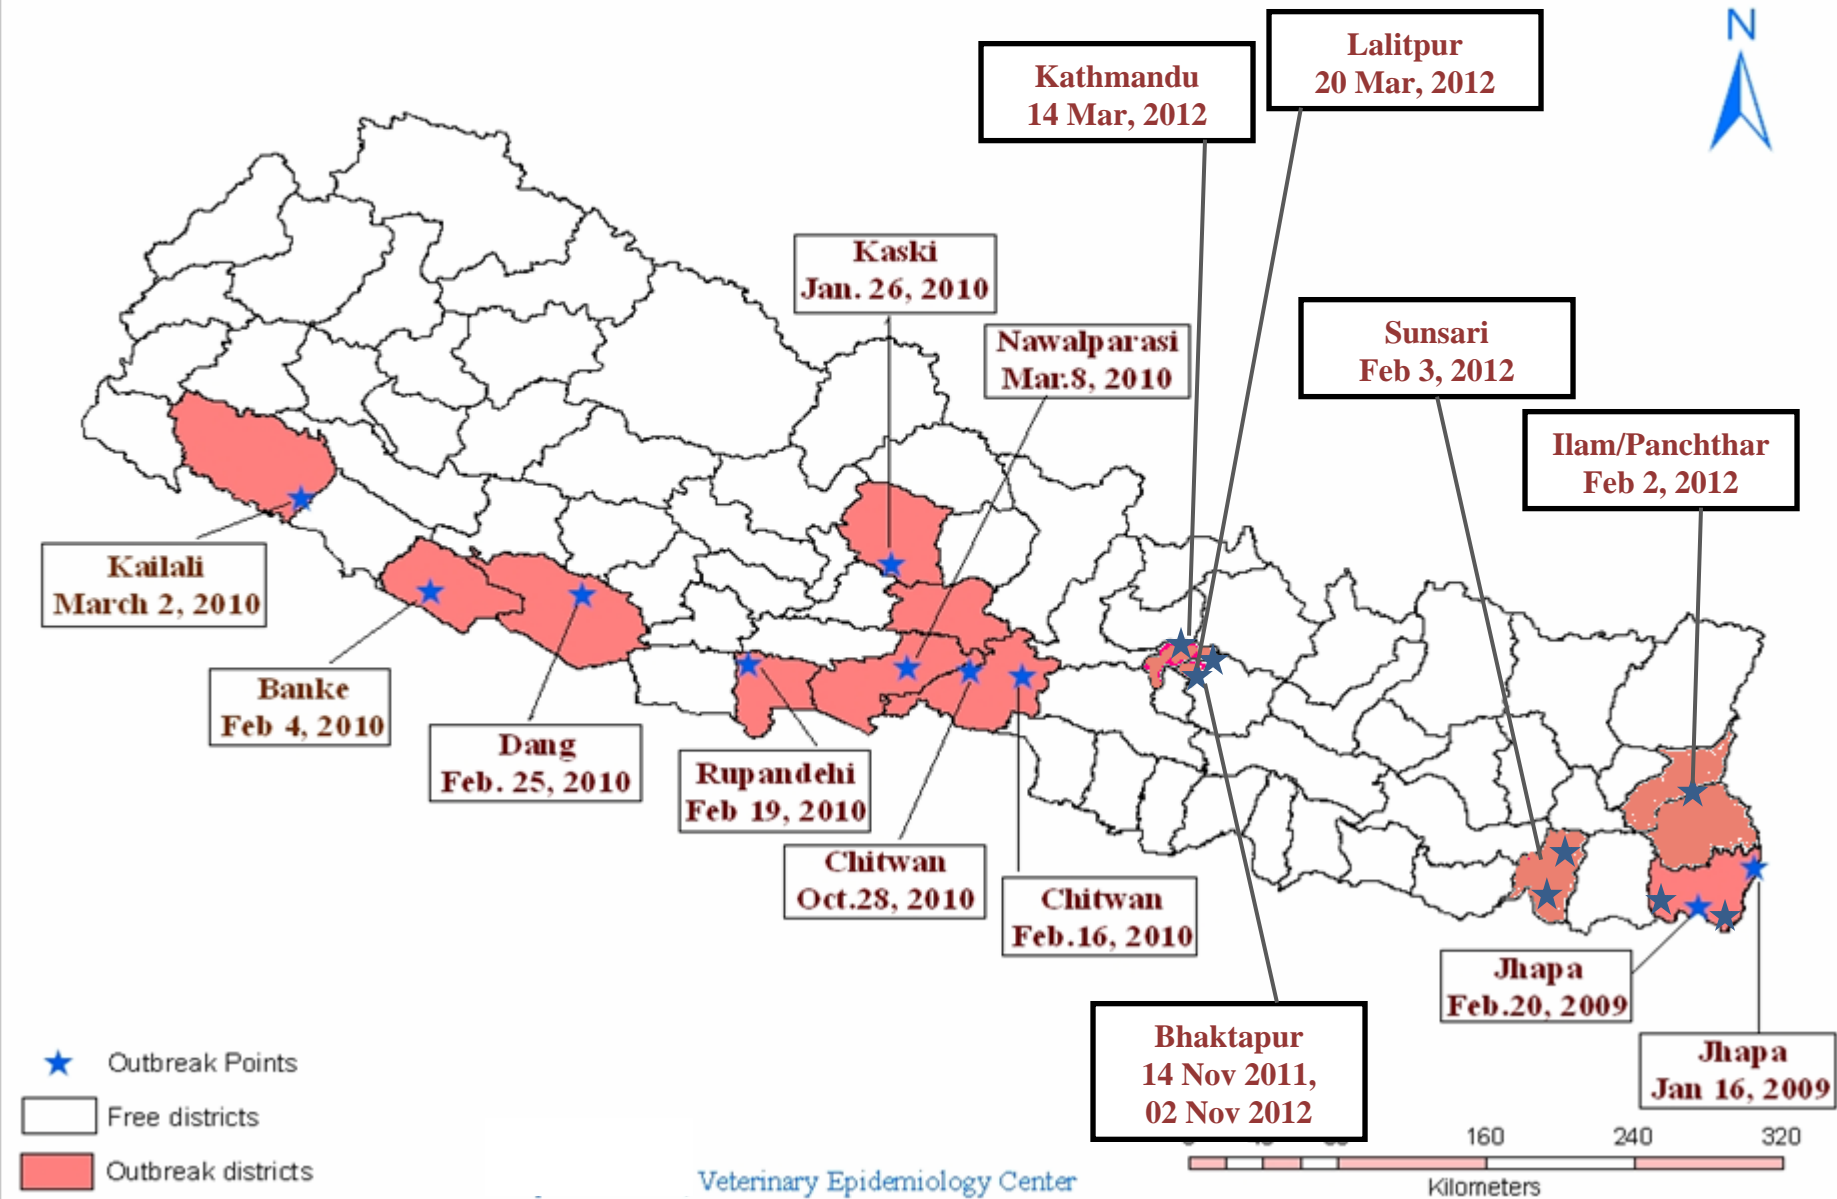 N
Lalitpur
20 Mar, 2012
Kathmandu
14 Mar, 2012
Kaski
Jan. 26, 2010
Sunsari
Feb 3, 2012
Nawalparasi
Mar.8, 2010
Ilam/Panchthar
Feb 2, 2012
Kailali
March 2, 2010
Banke
Feb 4, 2010
Dang
Feb. 25, 2010
Rupandehi
Feb 19, 2010
Chitwan
Oct.28, 2010
Chitwan
Feb.16, 2010
Jhapa
Feb.20, 2009
Jhapa
Jan 16, 2009
Bhaktapur
14 Nov 2011,
02 Nov 2012
Outbreak Points
Free districts
Outbreak districts
160 240 320
Kilometers
Veterinary Epidemiology Center